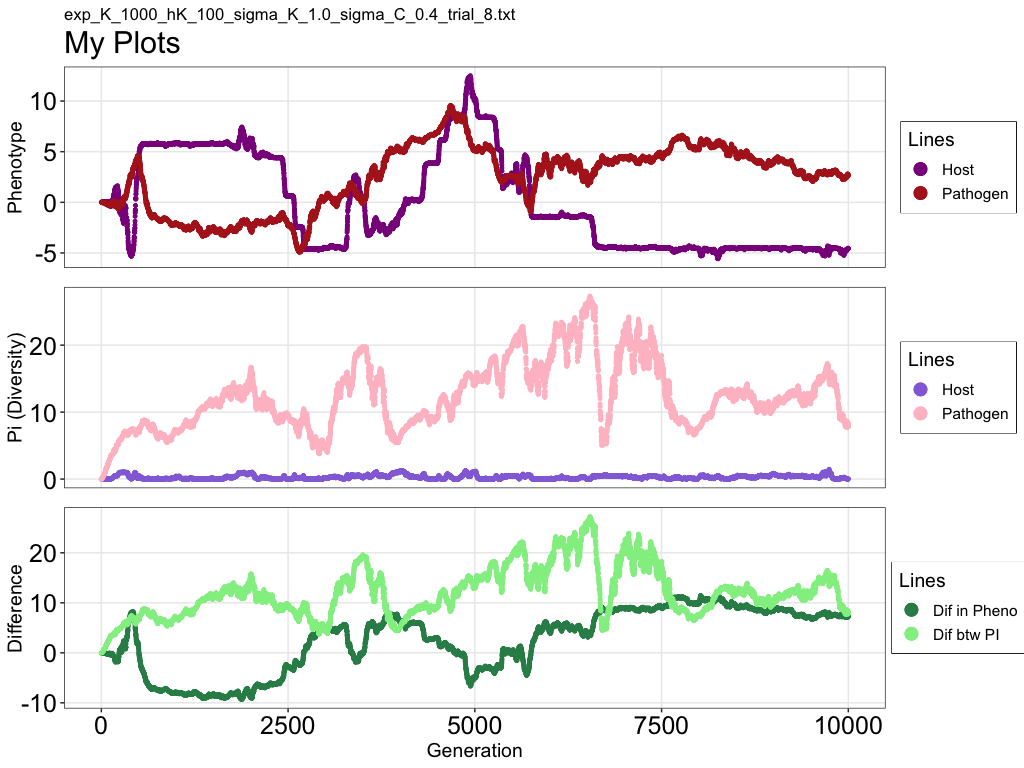 exp_K_1000_hK_100_sigma_K_1.0_sigma_C_0.4_trial_8.txt
My Plots
Phenotype
10
5
0
-5
Lines
Host
Pathogen
Pi (Diversity)
20
10
0
Lines
Host
Pathogen
Difference
20
10
0
-10
Lines
Dif in Pheno
Dif btw PI
0 2500 5000 7500 10000
Generation